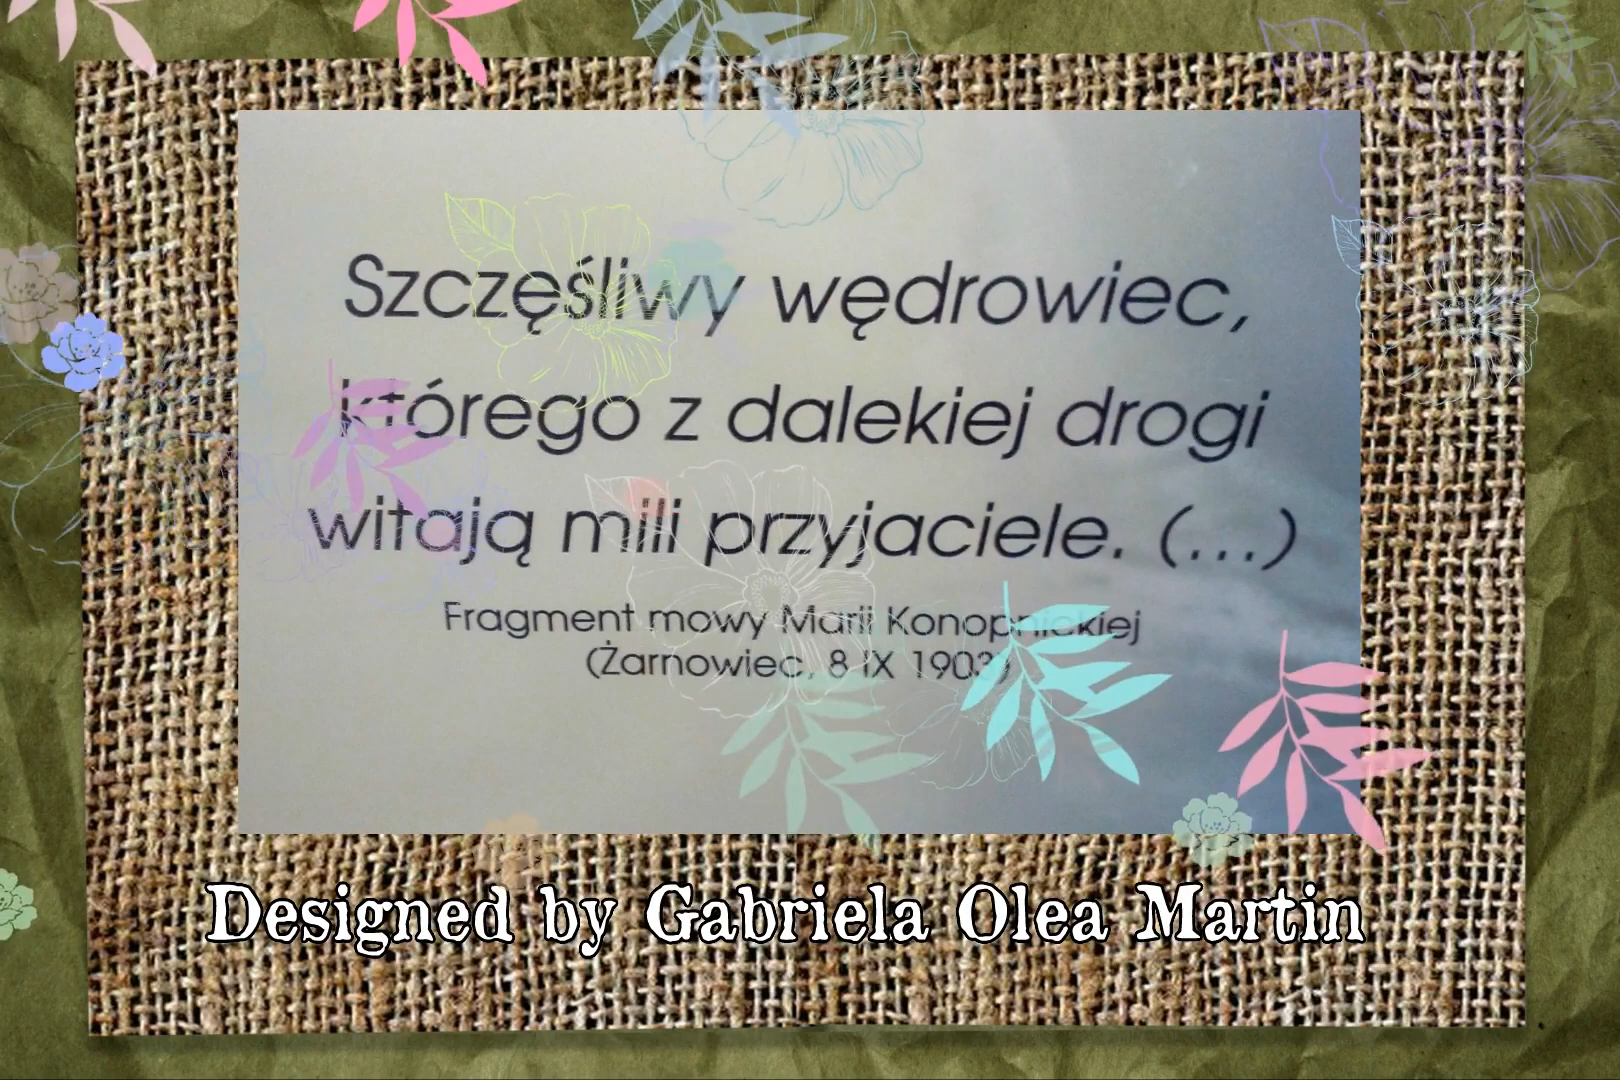 Szczęśliwy wędrowiec,
którego z dalekiej drogi
witają mili przyjaciele. (...)
Fragment mowy Marii Konopnickiej
(Żarnowiec, 8 IX 1903)
Designed by Gabriela Olea Martin